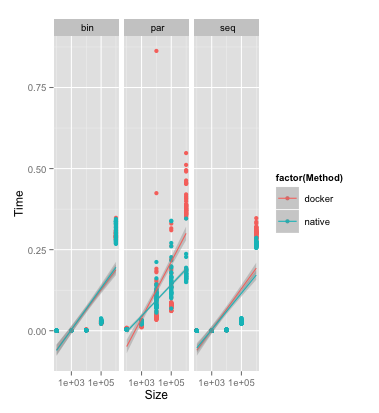 bin par seq
0.75
0.50
0.25
0.00
Time
1e+03 1e+05 1e+03 1e+05 1e+03 1e+05
Size
factor(Method)
docker
native